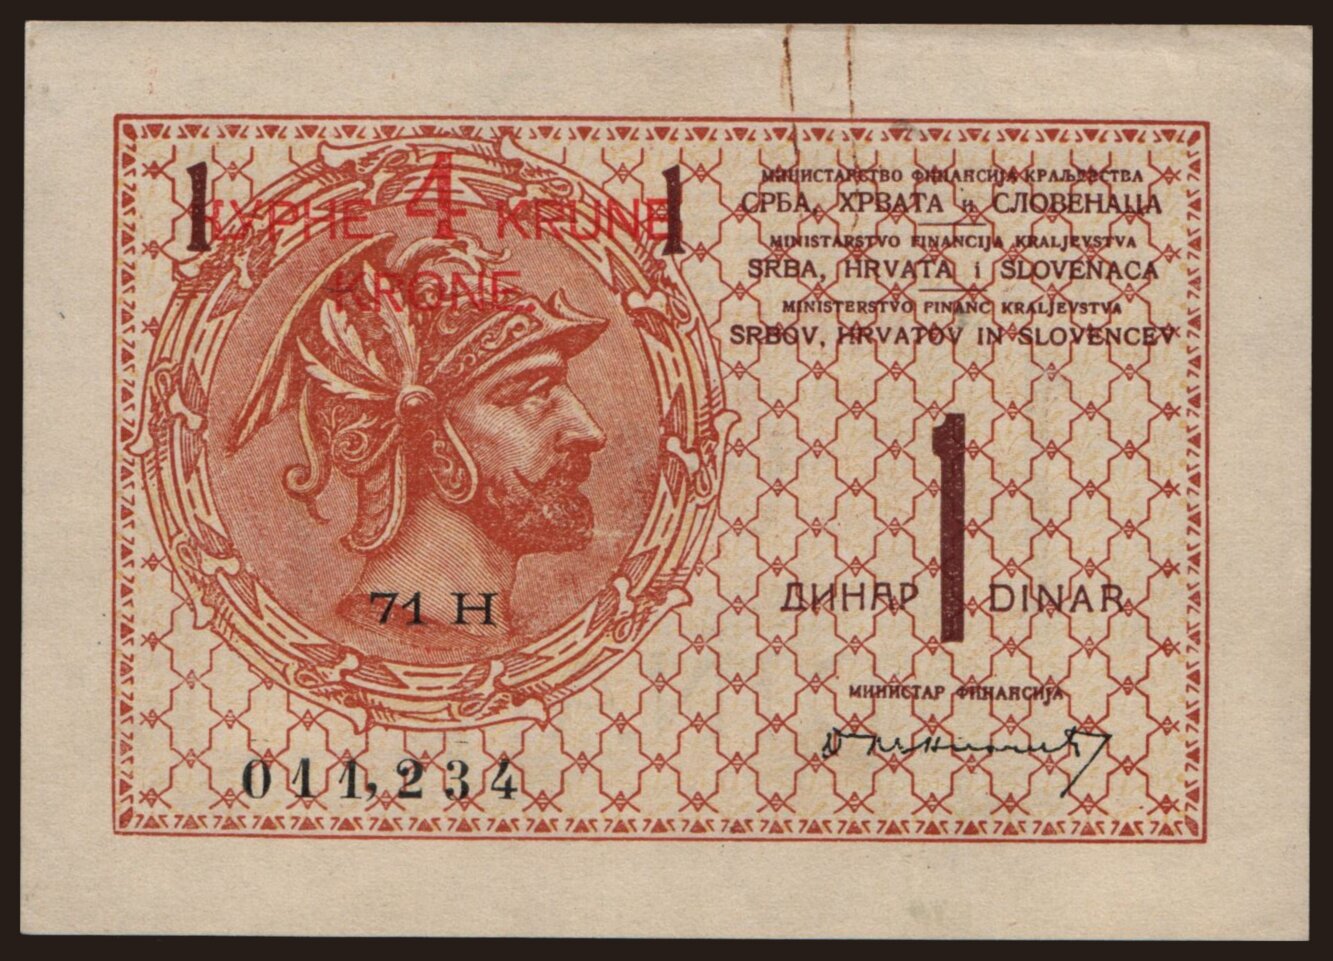 1 КРУНЕ 4 KRUNE 1
KRONE
МИНИСТАРСТВО ФИНАНСИЈА КРАЉЕВСТВА
СРБА, ХРВАТА и СЛОВЕНАЦА
MINISTARSTVO FINANCIJA KRALJEVSTVA
SRBA, HRVATA i SLOVENACA
MINISTERSTVO FINANC KRALJEVSTVA
SRBOV, HRVATOV IN SLOVENCEV
ДИНАР 1 DINAR
71 H
МИНИСТАР ФИНАНСИЈА
011,234